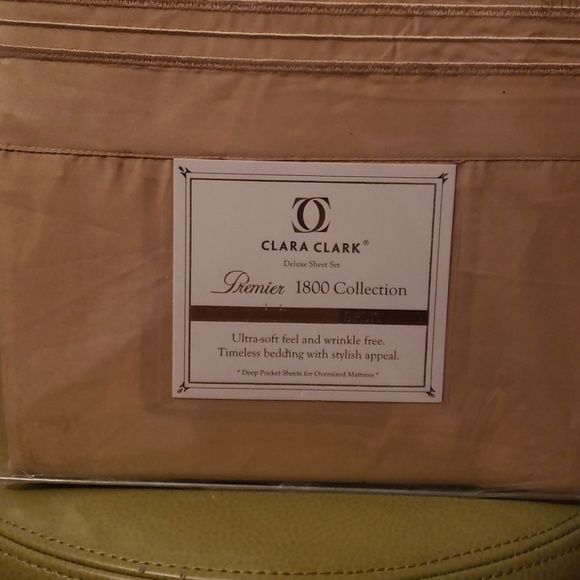 CLARA CLARK®
Deluxe Sheet Set
Premier 1800 Collection
Ultra-soft feel and wrinkle free.
Timeless bedding with stylish appeal.
* Deep Pocket Sheets for Oversized Mattress *